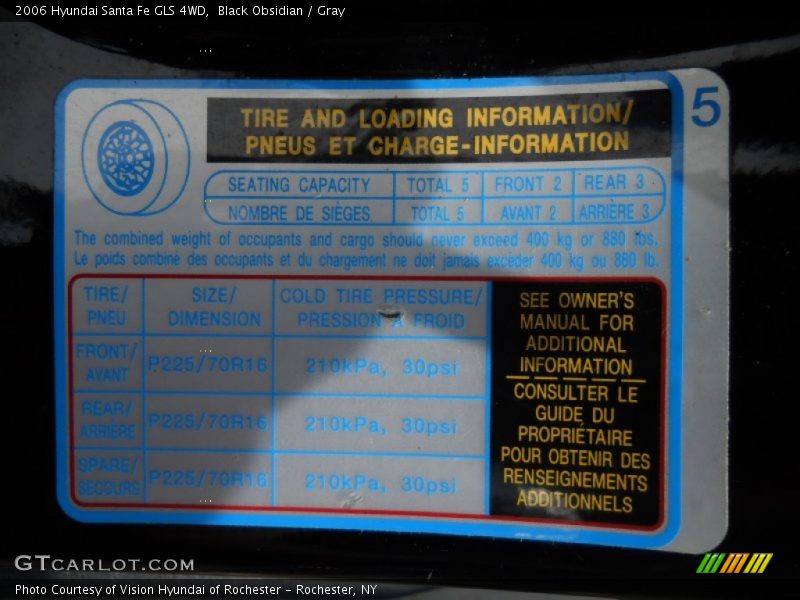 2006 Hyundai Santa Fe GLS 4WD, Black Obsidian / Gray
5
TIRE AND LOADING INFORMATION/
PNEUS ET CHARGE-INFORMATION
SEATING CAPACITY TOTAL 5 FRONT 2 REAR 3
NOMBRE DE SIÈGES TOTAL 5 AVANT 2 ARRIÈRE 3
The combined weight of occupants and cargo should never exceed 400 kg or 880 lbs.
Le poids combiné des occupants et du chargement ne doit jamais excéder 400 kg ou 880 lb.
TIRE/
PNEU
SIZE/
DIMENSION
COLD TIRE PRESSURE/
PRESSION A FROID
FRONT/
AVANT
P225/70R16 210kPa, 30psi
REAR/
ARRIÈRE
P225/70R16 210kPa, 30psi
SPARE/
SECOURS
P225/70R16 210kPa, 30psi
SEE OWNER'S
MANUAL FOR
ADDITIONAL
INFORMATION
CONSULTER LE
GUIDE DU
PROPRIÉTAIRE
POUR OBTENIR DES
RENSEIGNEMENTS
ADDITIONNELS
GTCARLOT.COM
Photo Courtesy of Vision Hyundai of Rochester - Rochester, NY